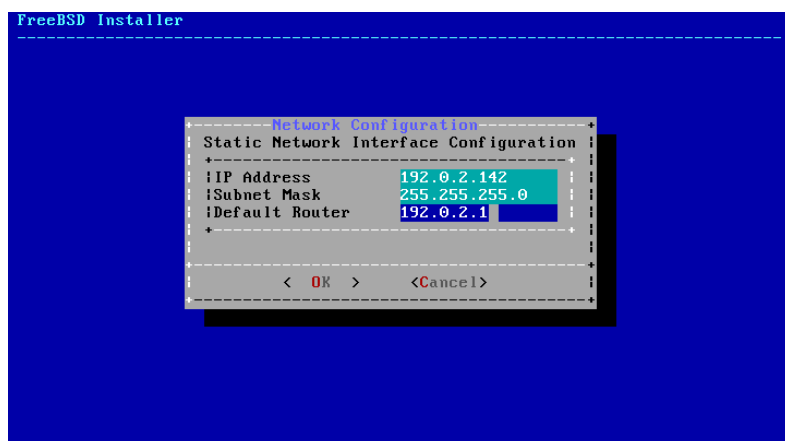 FreeBSD Installer
Network Configuration
Static Network Interface Configuration
IP Address 192.0.2.142
Subnet Mask 255.255.255.0
Default Router 192.0.2.1
< OK > <Cancel>